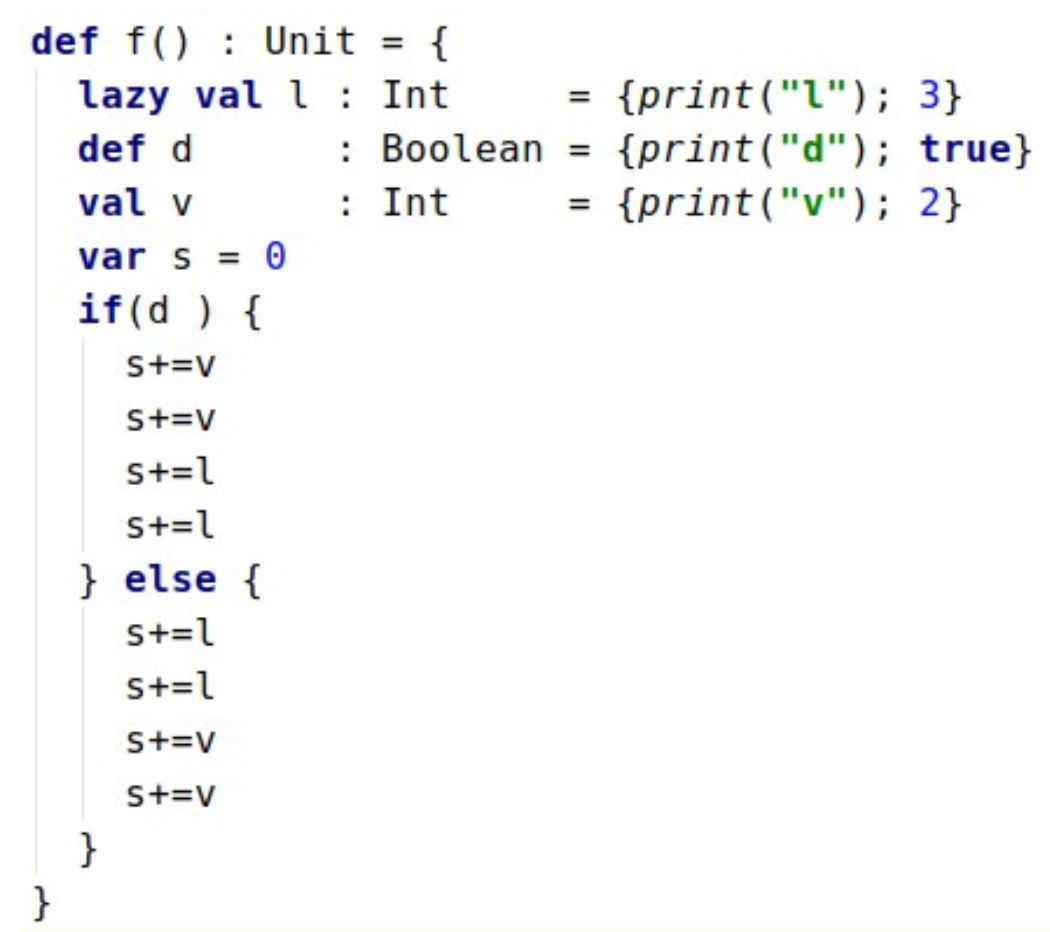 def f() : Unit = {
  lazy val l : Int     = {print("l"); 3}
  def d      : Boolean = {print("d"); true}
  val v      : Int     = {print("v"); 2}
  var s = 0
  if(d ) {
    s+=v
    s+=v
    s+=l
    s+=l
  } else {
    s+=l
    s+=l
    s+=v
    s+=v
  }
}